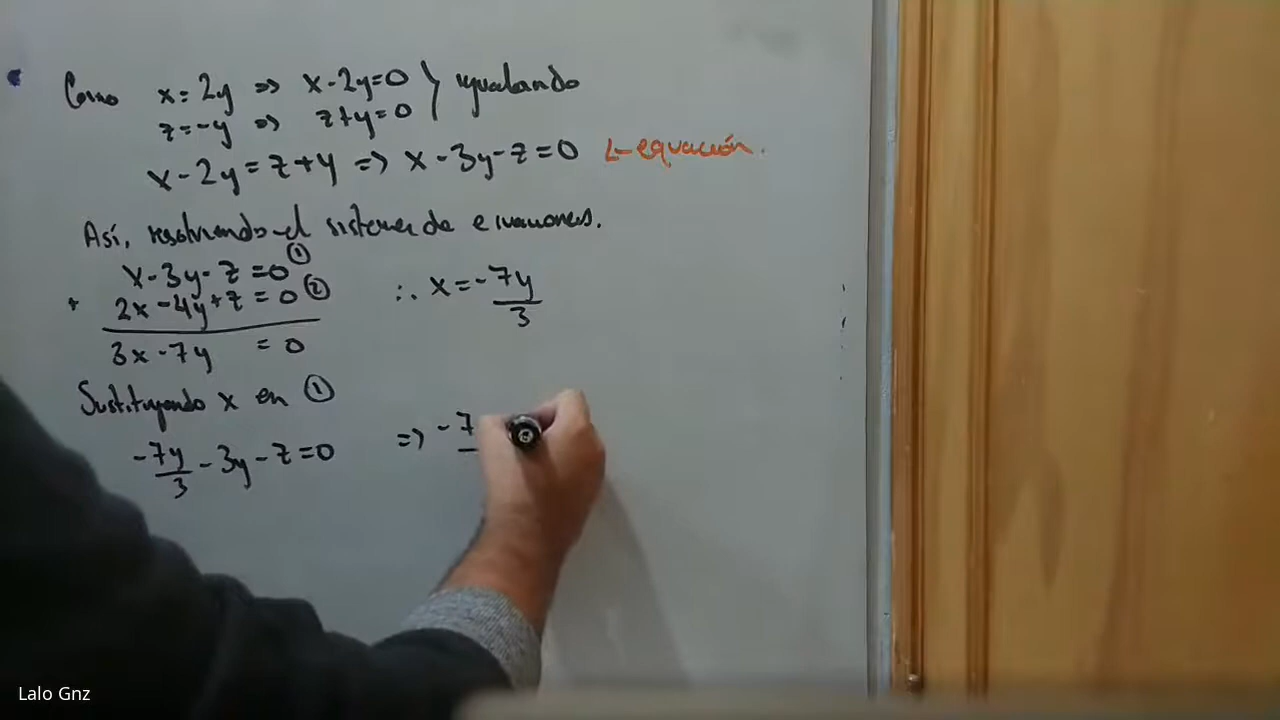 Como x = 2y => x - 2y = 0 } igualando
z = -y => z + y = 0
x - 2y = z + y => x - 3y - z = 0 L-equación.
Así, resolviendo el sistema de ecuaciones.
x - 3y - z = 0 ①
+ 2x - 4y + z = 0 ② ∴ x = -7y/3
3x - 7y = 0
Sustituyendo x en ①
-7y/3 - 3y - z = 0 => -7
Lalo Gnz